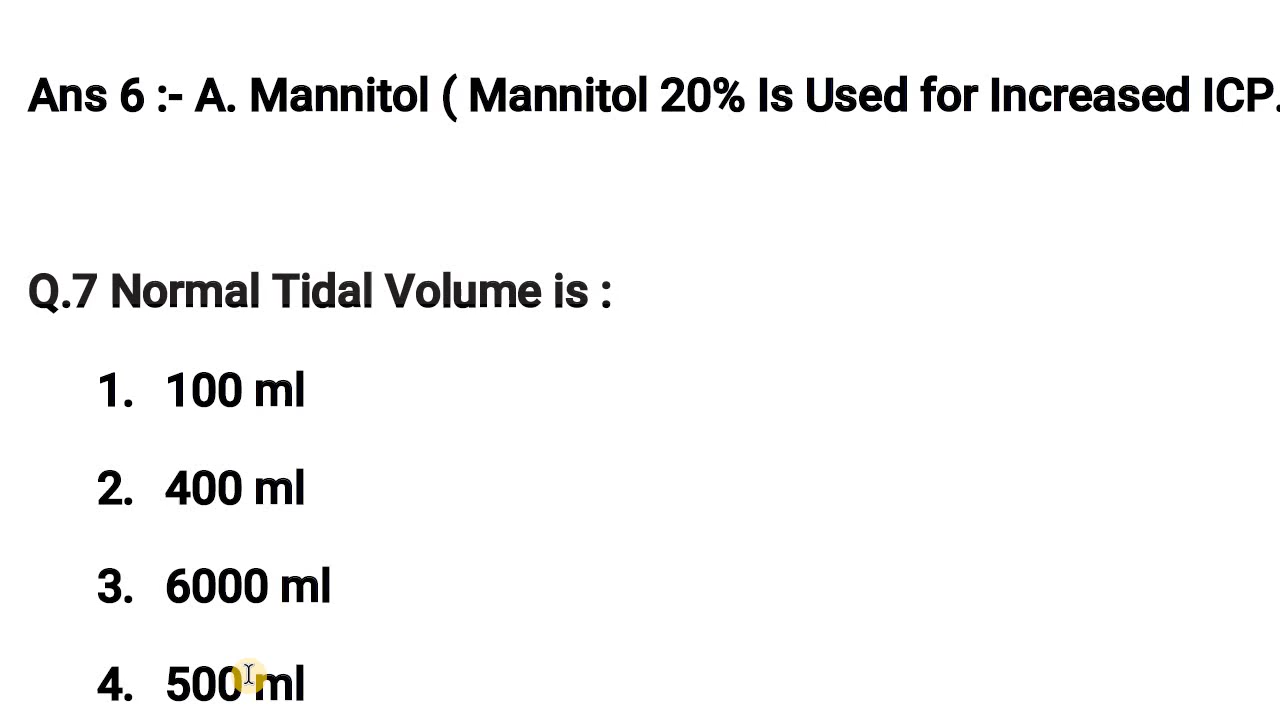 Ans 6 :- A. Mannitol ( Mannitol 20% Is Used for Increased ICP.
Q.7 Normal Tidal Volume is :
1. 100 ml
2. 400 ml
3. 6000 ml
4. 500 ml